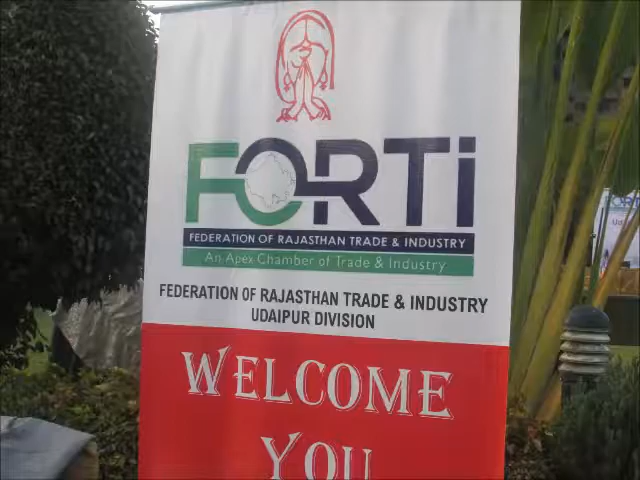 FORTi
FEDERATION OF RAJASTHAN TRADE & INDUSTRY
An Apex Chamber of Trade & Industry
FEDERATION OF RAJASTHAN TRADE & INDUSTRY
UDAIPUR DIVISION
WELCOME
YOU